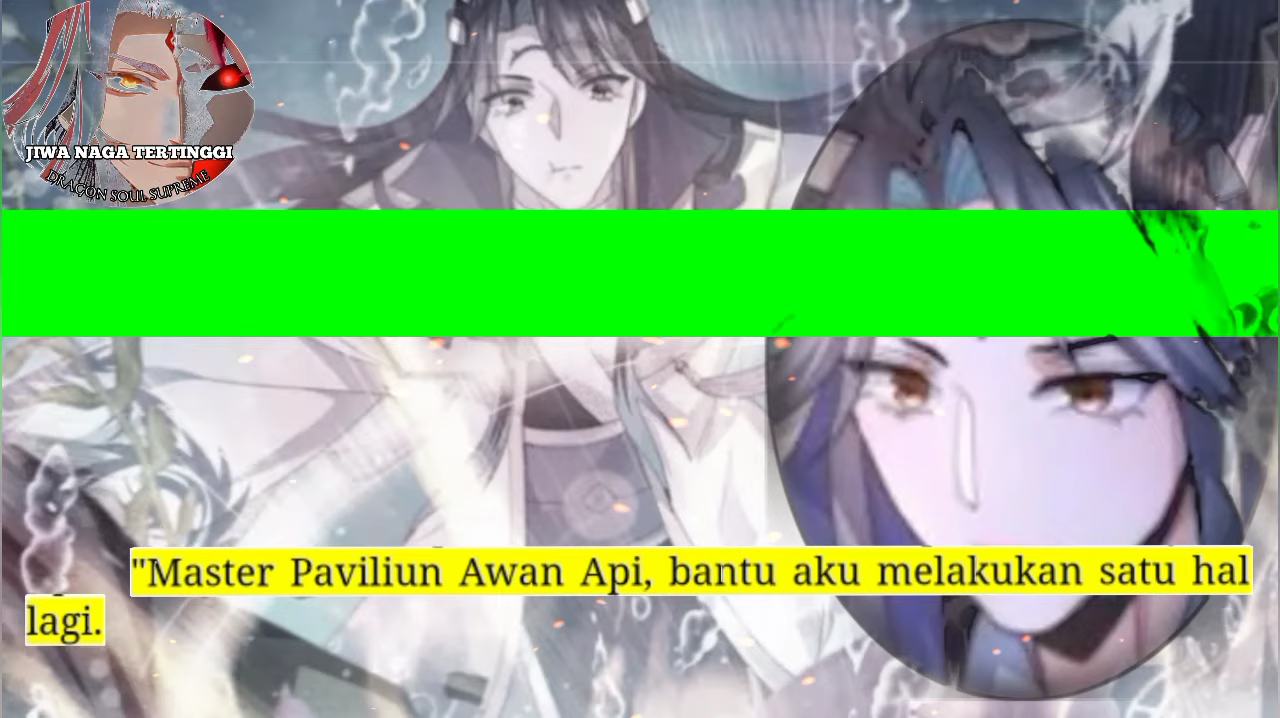 JIWA NAGA TERTINGGI
DRAGON SOUL SUPREME
"Master Paviliun Awan Api, bantu aku melakukan satu hal
lagi.